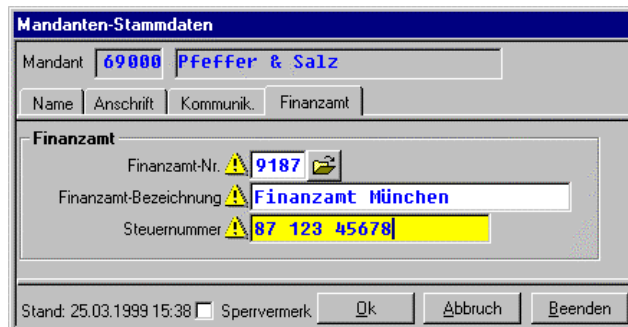 Mandanten-Stammdaten
Mandant 69000 Pfeffer & Salz
Name Anschrift Kommunik. Finanzamt
Finanzamt
Finanzamt-Nr. 9187
Finanzamt-Bezeichnung Finanzamt München
Steuernummer 87 123 45678
Stand: 25.03.1999 15:38 Sperrvermerk Ok Abbruch Beenden